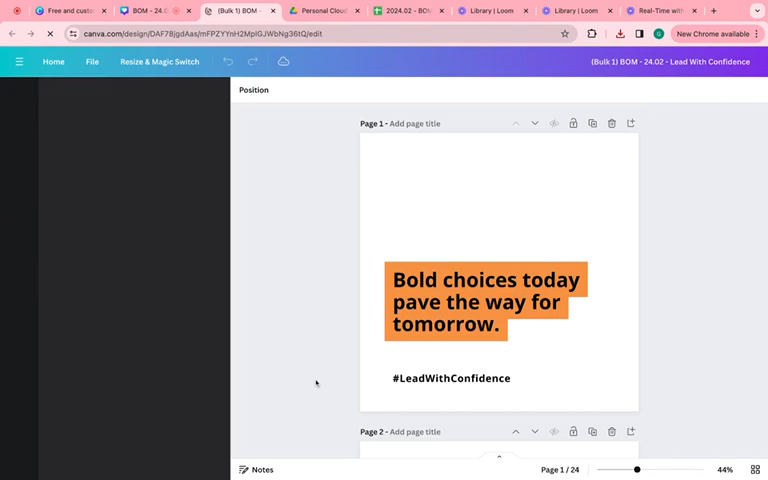 Free and custo
BOM - 24.0
(Bulk 1) BOM -
Personal Cloud
2024.02 - BOM
Library | Loom
Library | Loom
Real-Time with
canva.com/design/DAF78jgdAas/mFPZYYnH2MpIGJWbNg36tQ/edit
G
New Chrome available
Home
File
Resize & Magic Switch
(Bulk 1) BOM - 24.02 - Lead With Confidence
Position
Page 1 - Add page title
Bold choices today
pave the way for
tomorrow.
#LeadWithConfidence
Page 2 - Add page title
Notes
Page 1 / 24
44%